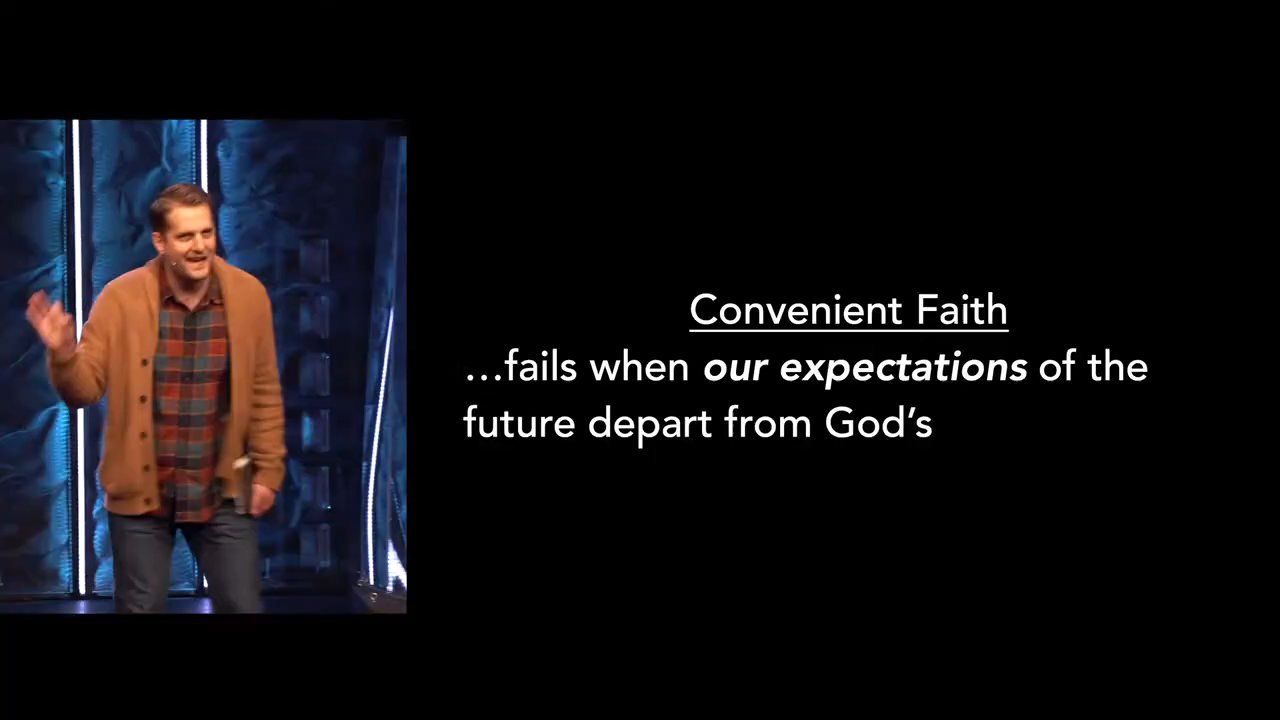 Convenient Faith
…fails when our expectations of the
future depart from God’s